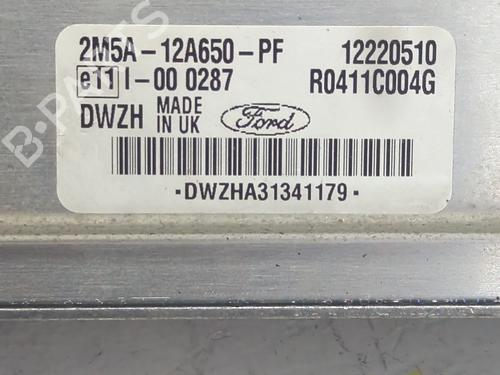 2M5A-12A650-PF 12220510
e11 I-00 0287 R0411C004G
DWZH MADE IN UK Ford
-DWZHA31341179-
B-PARTS